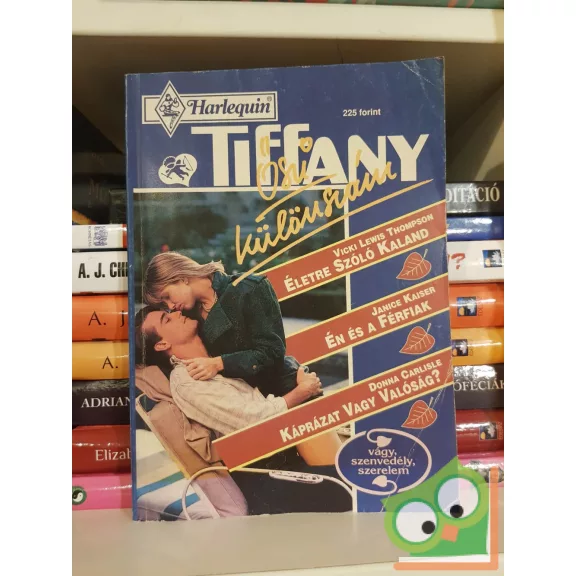 Harlequin®
225 forint
TIFFANY
Őszi
különszám
VICKI LEWIS THOMPSON
ÉLETRE SZÓLÓ KALAND
JANICE KAISER
ÉN ÉS A FÉRFIAK
DONNA CARLISLE
KÁPRÁZAT VAGY VALÓSÁG?
vágy,
szenvedély,
szerelem
A. J.
A. J
A.
ADRIAN
Elizab
DITÁCIÓ
?